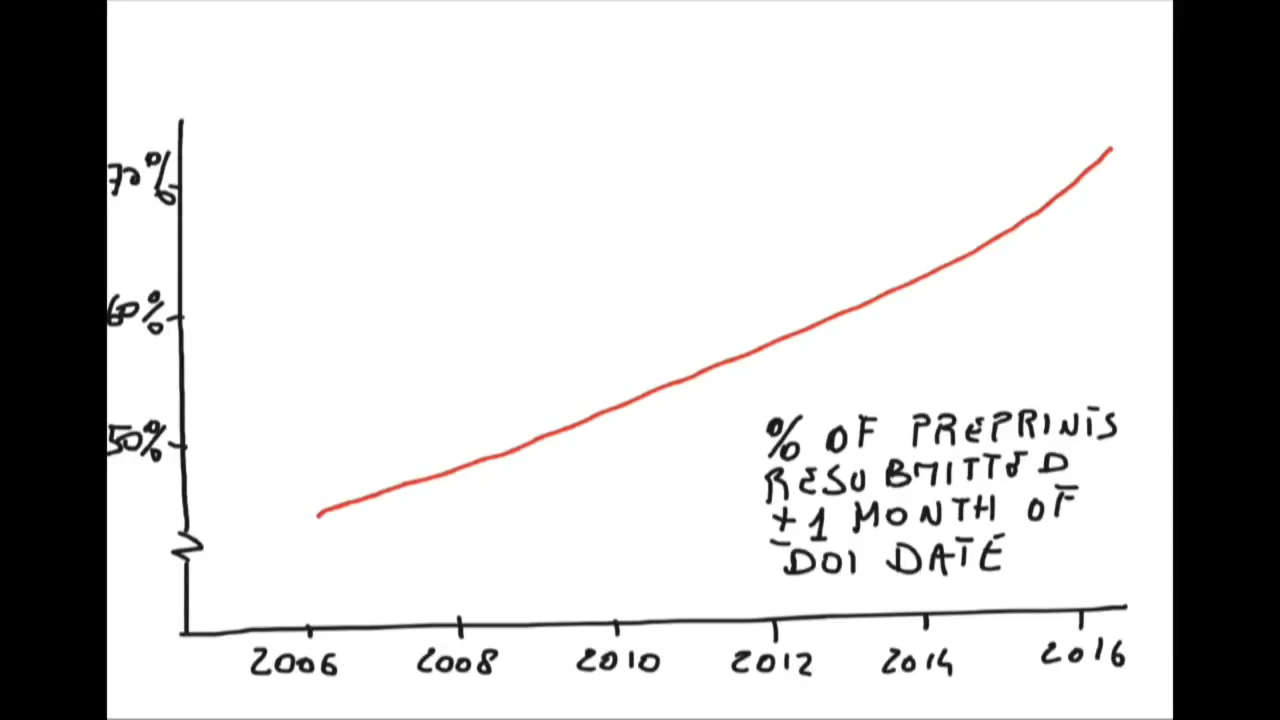 70%
60%
50%
% OF PREPRINTS
RESUBMITTED
±1 MONTH OF
DOI DATE
2006 2008 2010 2012 2014 2016